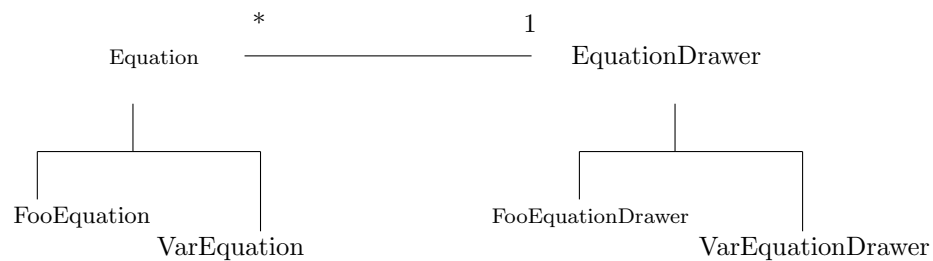 * 1
Equation EquationDrawer
FooEquation FooEquationDrawer
VarEquation VarEquationDrawer